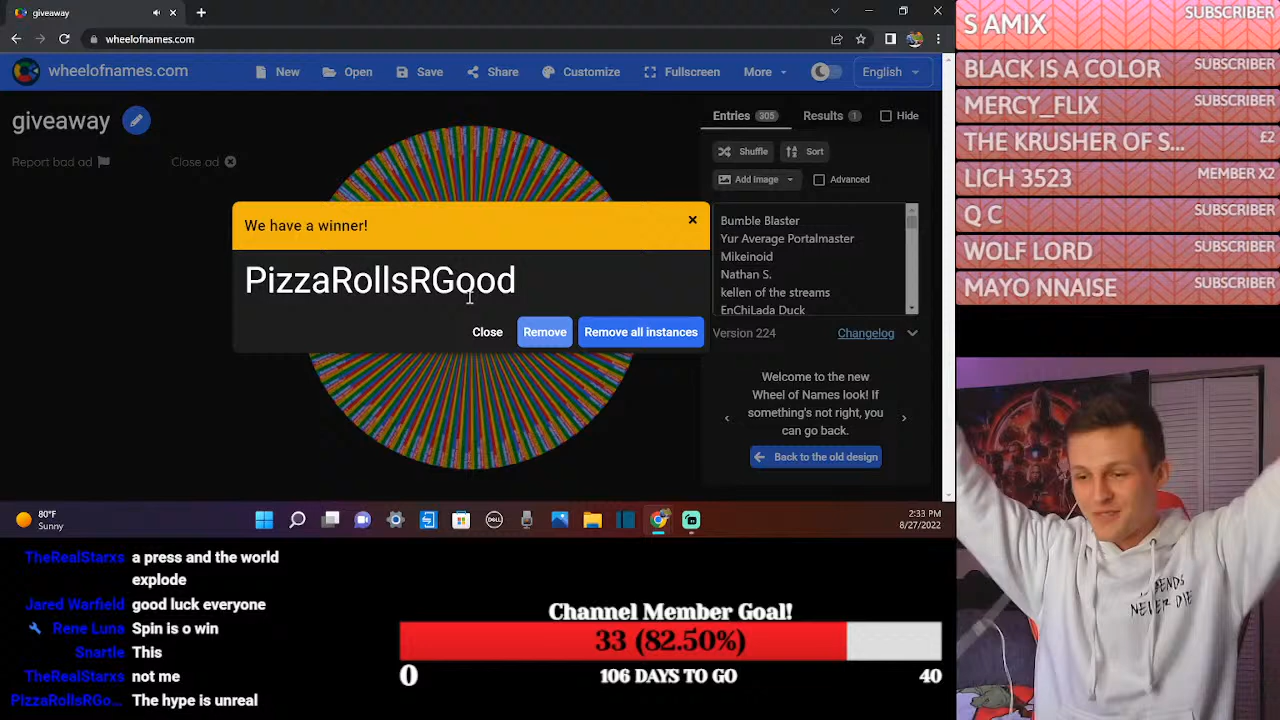 giveaway
wheelofnames.com
wheelofnames.com
New
Open
Save
Share
Customize
Fullscreen
More
English
giveaway
Report bad ad
Close ad
Entries 305
Results 1
Hide
Shuffle
Sort
Add image
Advanced
Bumble Blaster
Yur Average Portalmaster
Mikeinoid
Nathan S.
kellen of the streams
EnChiLada Duck
Version 224
Changelog
Welcome to the new
Wheel of Names look! If
something's not right, you
can go back.
Back to the old design
We have a winner!
PizzaRollsRGood
Close
Remove
Remove all instances
80°F
Sunny
DELL
2:33 PM
8/27/2022
S AMIX SUBSCRIBER
BLACK IS A COLOR SUBSCRIBER
MERCY_FLIX SUBSCRIBER
THE KRUSHER OF S... £2
LICH 3523 MEMBER X2
Q C SUBSCRIBER
WOLF LORD SUBSCRIBER
MAYO NNAISE SUBSCRIBER
TheRealStarxs a press and the world
explode
Jared Warfield good luck everyone
Rene Luna Spin is o win
Snartle This
TheRealStarxs not me
PizzaRollsRGo... The hype is unreal
Channel Member Goal!
33 (82.50%)
0 106 DAYS TO GO 40
NEVER DIE